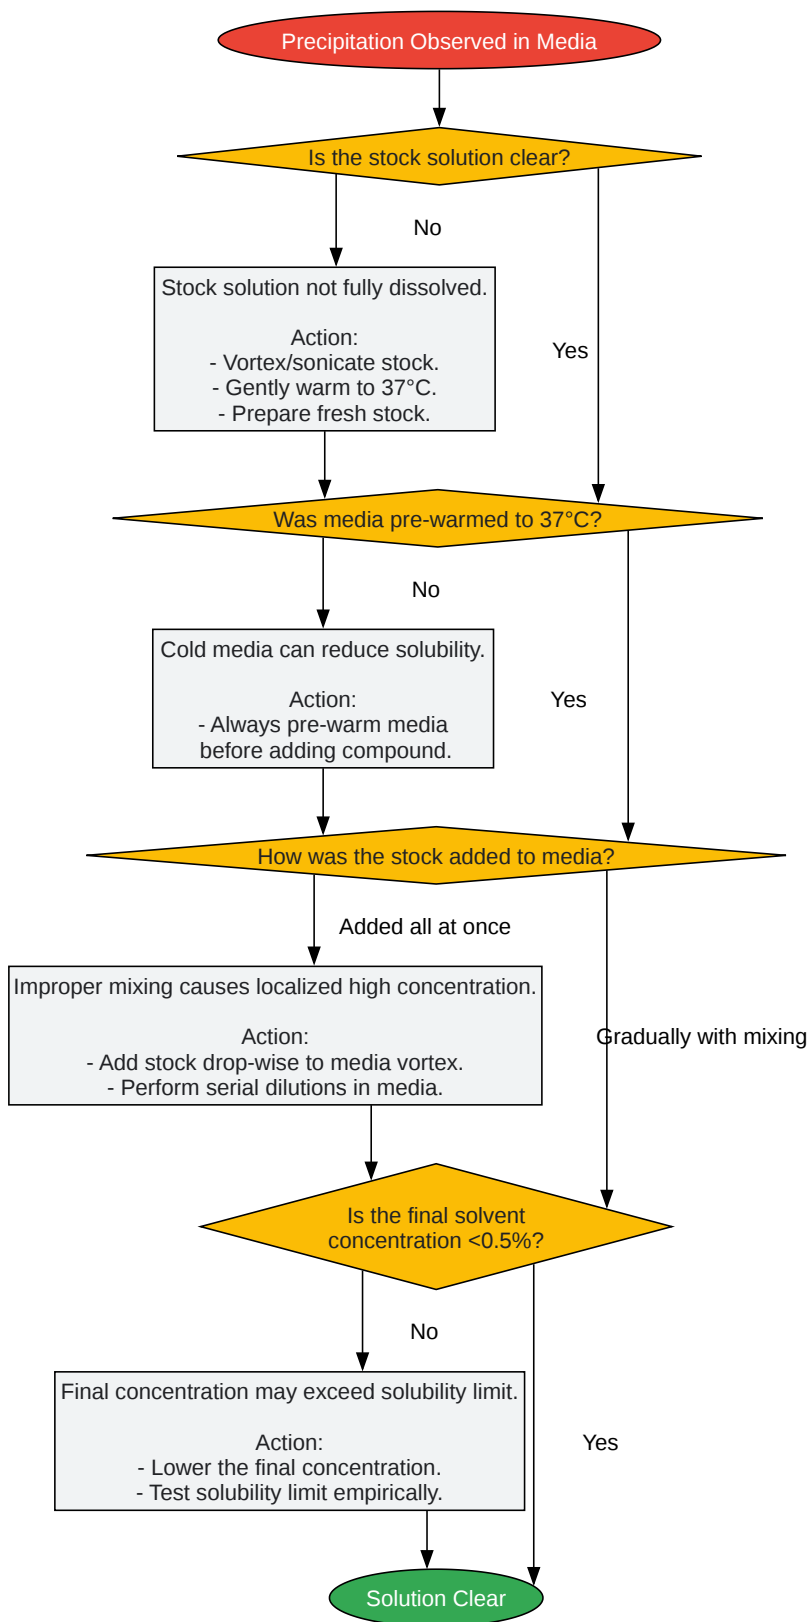 Precipitation Observed in Media
Is the stock solution clear?
No
Stock solution not fully dissolved.
Action:
- Vortex/sonicate stock.
- Gently warm to 37°C.
- Prepare fresh stock.
Yes
Was media pre-warmed to 37°C?
No
Cold media can reduce solubility.
Action:
- Always pre-warm media
before adding compound.
Yes
How was the stock added to media?
Added all at once
Improper mixing causes localized high concentration.
Action:
- Add stock drop-wise to media vortex.
- Perform serial dilutions in media.
Gradually with mixing
Is the final solvent
concentration <0.5%?
No
Final concentration may exceed solubility limit.
Action:
- Lower the final concentration.
- Test solubility limit empirically.
Yes
Solution Clear